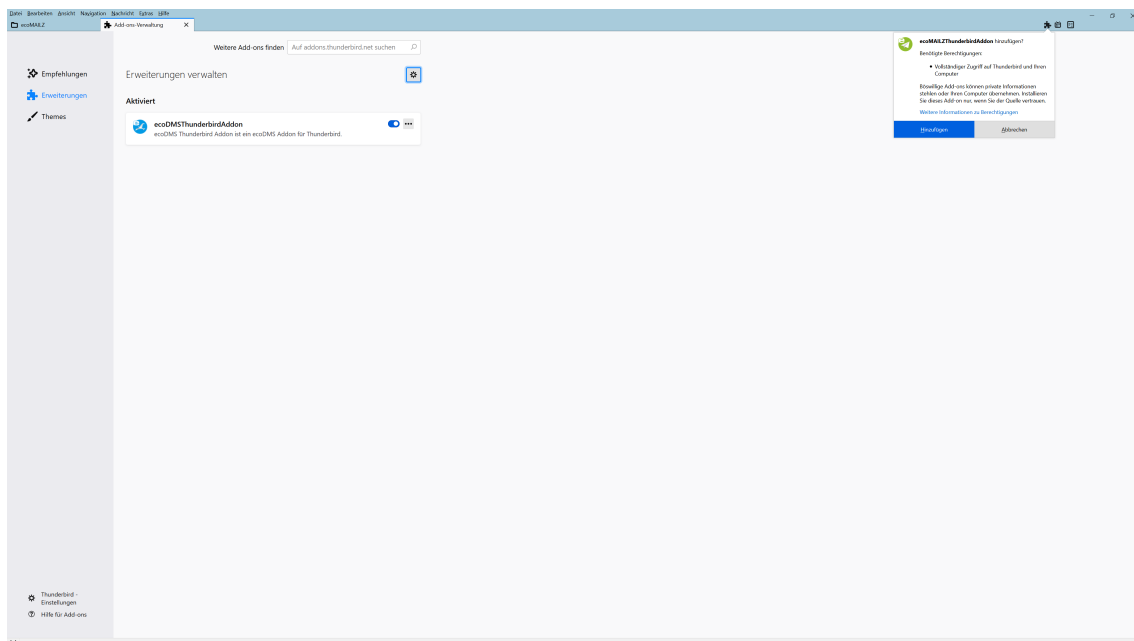 Datei Bearbeiten Ansicht Navigation Nachricht Extras Hilfe
ecoMAILZ
Add-ons-Verwaltung
Weitere Add-ons finden
Auf addons.thunderbird.net suchen
Empfehlungen
Erweiterungen
Themes
Erweiterungen verwalten
Aktiviert
ecoDMSThunderbirdAddon
ecoDMS Thunderbird Addon ist ein ecoDMS Addon für Thunderbird.
ecoMAILZThunderbirdAddon hinzufügen?
Benötigte Berechtigungen:
• Vollständiger Zugriff auf Thunderbird und Ihren
Computer
Böswillige Add-ons können private Informationen
stehlen oder Ihren Computer übernehmen. Installieren
Sie dieses Add-on nur, wenn Sie der Quelle vertrauen.
Weitere Informationen zu Berechtigungen
Hinzufügen
Abbrechen
Thunderbird -
Einstellungen
Hilfe für Add-ons